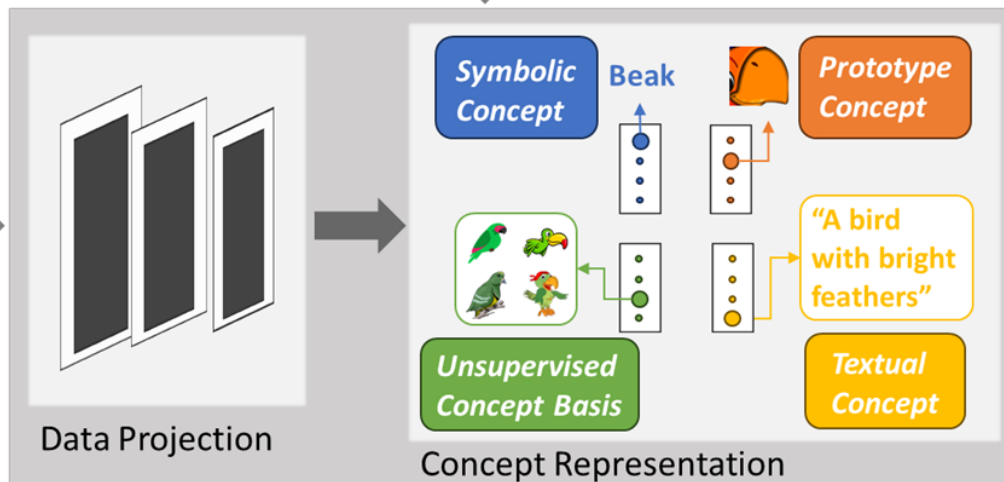 Symbolic
Concept
Beak
Prototype
Concept
“A bird
with bright
feathers”
Unsupervised
Concept Basis
Textual
Concept
Data Projection
Concept Representation